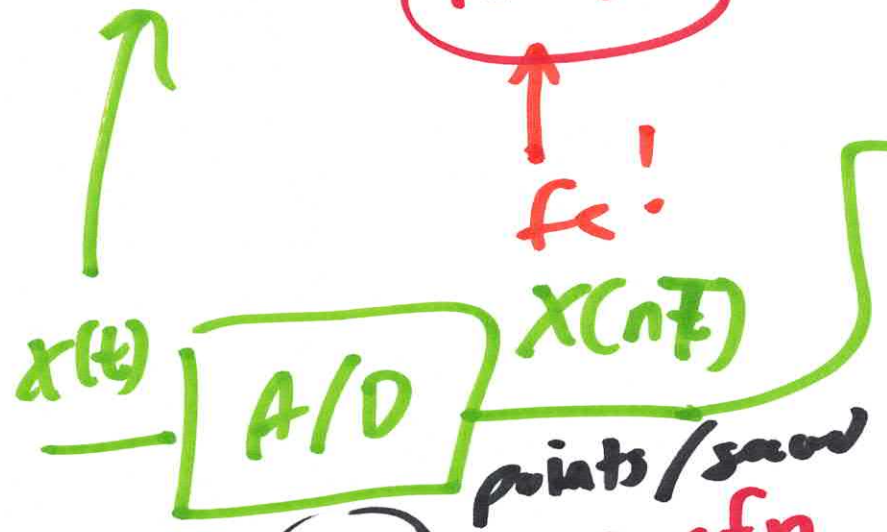 fc!
x(t)
A/D
X(nT)
points/second